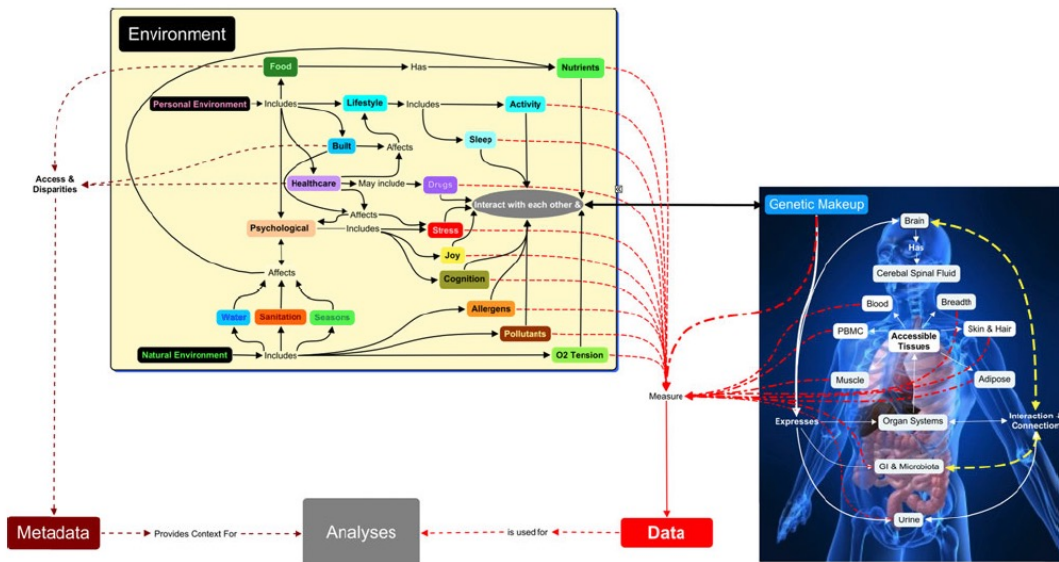 Environment
Food
Has
Nutrients
Personal Environment
Includes
Lifestyle
Includes
Activity
Sleep
Built
Affects
Healthcare
May include
Drugs
Interact with each other &
Affects
Psychological
Includes
Stress
Joy
Cognition
Affects
Allergens
Water
Sanitation
Seasons
Pollutants
Natural Environment
Includes
O2 Tension
Access &
Disparities
Measure
Metadata
Provides Context For
Analyses
is used for
Data
Genetic Makeup
Brain
Has
Cerebral Spinal Fluid
Blood
Breadth
PBMC
Skin & Hair
Accessible
Tissues
Muscle
Adipose
Expresses
Organ Systems
Interaction &
Connection
GI & Microbiota
Urine